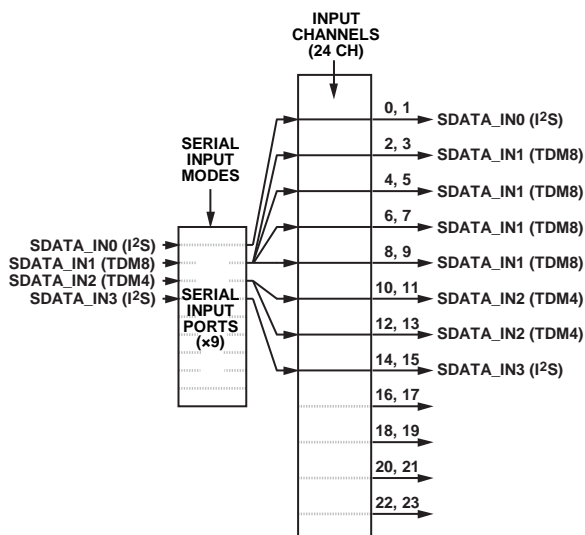 INPUT
CHANNELS
(24 CH)
SERIAL
INPUT
MODES
SDATA_IN0 (I2S)
SDATA_IN1 (TDM8)
SDATA_IN2 (TDM4)
SDATA_IN3 (I2S)
SERIAL
INPUT
PORTS
(×9)
0, 1 SDATA_IN0 (I2S)
2, 3 SDATA_IN1 (TDM8)
4, 5 SDATA_IN1 (TDM8)
6, 7 SDATA_IN1 (TDM8)
8, 9 SDATA_IN1 (TDM8)
10, 11 SDATA_IN2 (TDM4)
12, 13 SDATA_IN2 (TDM4)
14, 15 SDATA_IN3 (I2S)
16, 17
18, 19
20, 21
22, 23